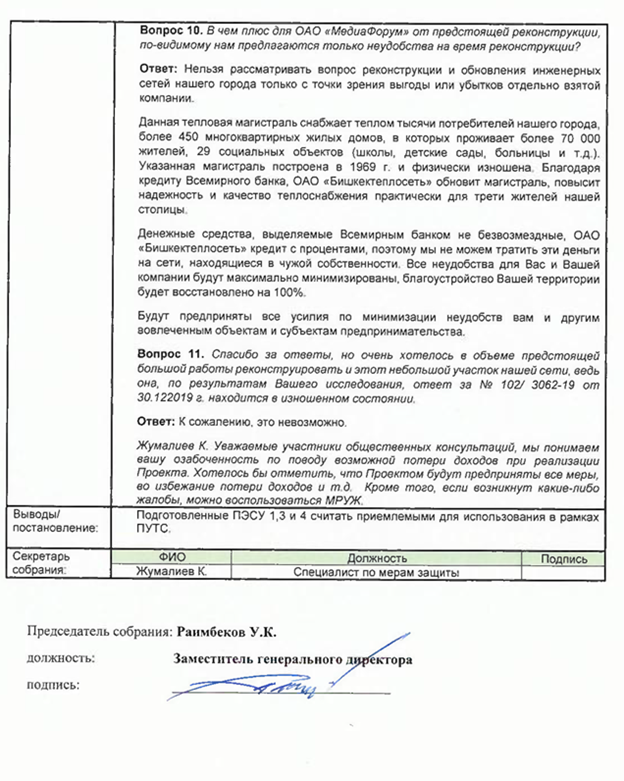 Вопрос 10. В чем плюс для ОАО «МедиаФорум» от предстоящей реконструкции,
по-видимому нам предлагаются только неудобства на время реконструкции?
Ответ: Нельзя рассматривать вопрос реконструкции и обновления инженерных
сетей нашего города только с точки зрения выгоды или убытков отдельно взятой
компании.
Данная тепловая магистраль снабжает теплом тысячи потребителей нашего города,
более 450 многоквартирных жилых домов, в которых проживает более 70 000
жителей, 29 социальных объектов (школы, детские сады, больницы и т.д.).
Указанная магистраль построена в 1969 г. и физически изношена. Благодаря
кредиту Всемирного банка, ОАО «Бишкектеплосеть» обновит магистраль, повысит
надежность и качество теплоснабжения практически для трети жителей нашей
столицы.
Денежные средства, выделяемые Всемирным банком не безвозмездные, ОАО
«Бишкектеплосеть» кредит с процентами, поэтому мы не можем тратить эти деньги
на сети, находящиеся в чужой собственности. Все неудобства для Вас и Вашей
компании будут максимально минимизированы, благоустройство Вашей территории
будет восстановлено на 100%.
Будут предприняты все усилия по минимизации неудобств вам и другим
вовлеченным объектам и субъектам предпринимательства.
Вопрос 11. Спасибо за ответы, но очень хотелось в объеме предстоящей
большой работы реконструировать и этот небольшой участок нашей сети, ведь
она, по результатам Вашего исследования, ответ за № 102/ 3062-19 от
30.122019 г. находится в изношенном состоянии.
Ответ: К сожалению, это невозможно.
Жумалиев К. Уважаемые участники общественных консультаций, мы понимаем
вашу озабоченность по поводу возможной потери доходов при реализации
Проекта. Хотелось бы отметить, что Проектом будут предприняты все меры,
во избежание потери доходов и т.д. Кроме того, если возникнут какие-либо
жалобы, можно воспользоваться МРУЖ.
Выводы/ постановление: Подготовленные ПЭСУ 1,3 и 4 считать приемлемыми для использования в рамках
ПУТС.
Секретарь собрания: ФИО Должность Подпись
Жумалиев К. Специалист по мерам защиты
Председатель собрания: Раимбеков У.К.
должность: Заместитель генерального директора
подпись: